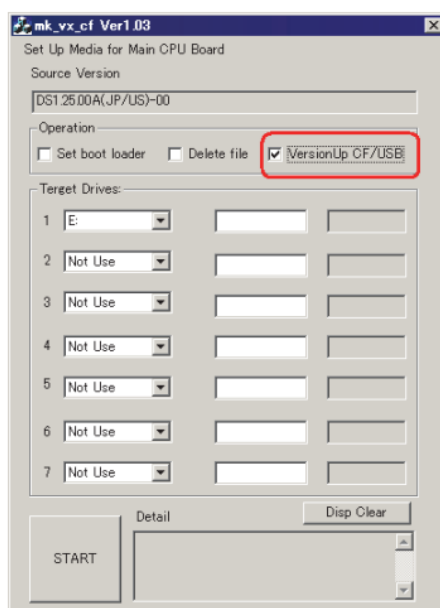 mk_vx_cf Ver1.03
Set Up Media for Main CPU Board
Source Version
DS1.25.00A(JP/US)-00
Operation
Set boot loader Delete file VersionUp CF/USB
Terget Drives:
1 E:
2 Not Use
3 Not Use
4 Not Use
5 Not Use
6 Not Use
7 Not Use
Detail Disp Clear
START